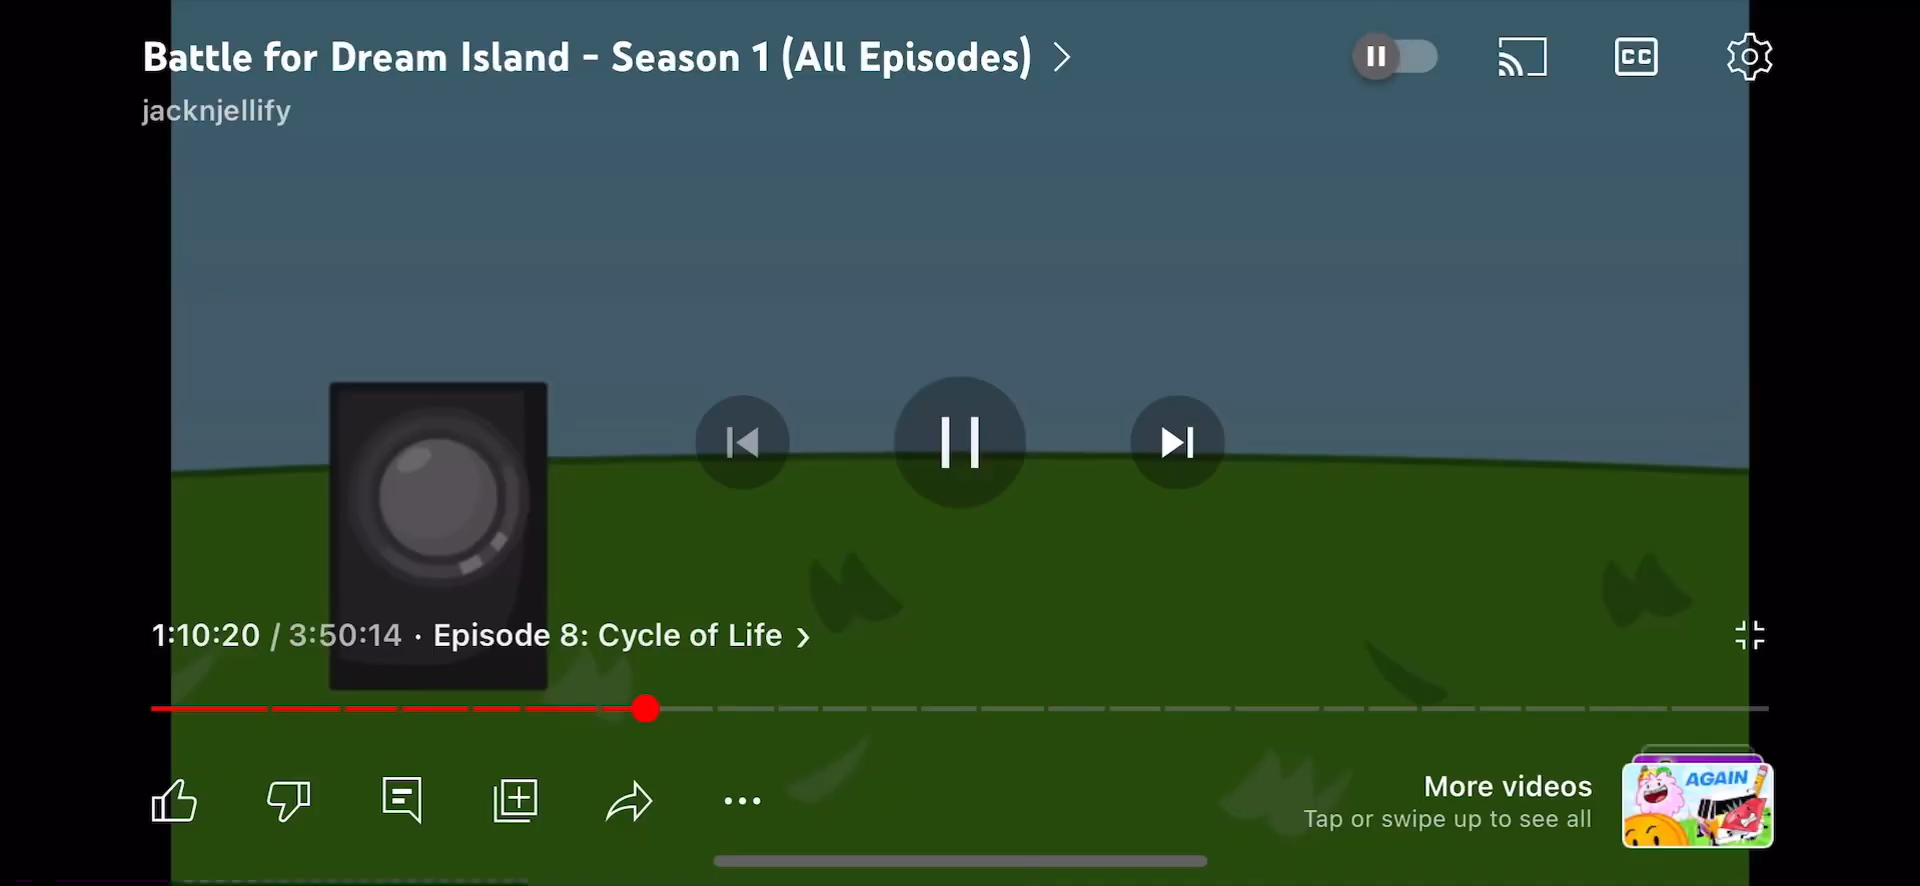 Battle for Dream Island - Season 1 (All Episodes)
CC
jacknjellify
1:10:20 / 3:50:14 · Episode 8: Cycle of Life
More videos
Tap or swipe up to see all
AGAIN